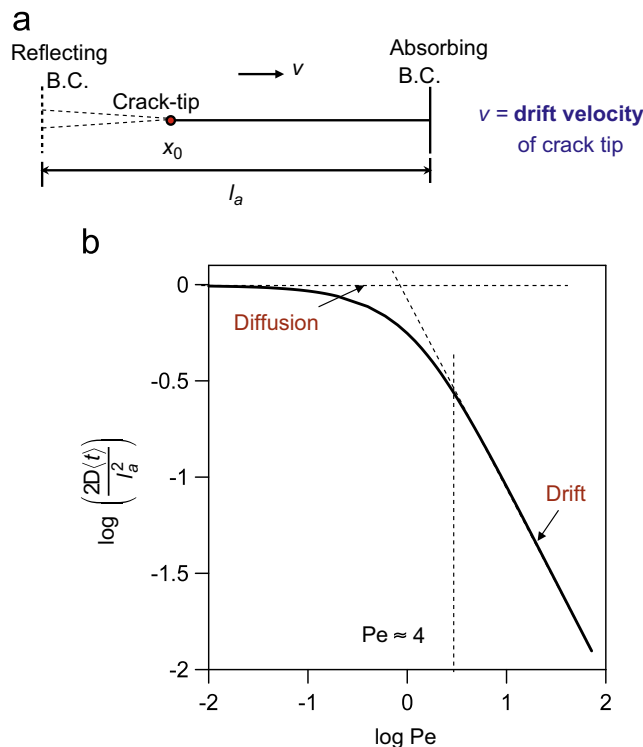 a
Reflecting
B.C.
Absorbing
B.C.
v
Crack-tip
x0
la
v = drift velocity
of crack tip
b
0
-0.5
-1
-1.5
-2
log (2D⟨t⟩ / la²)
Diffusion
Drift
Pe ≈ 4
-2
-1
0
1
2
log Pe